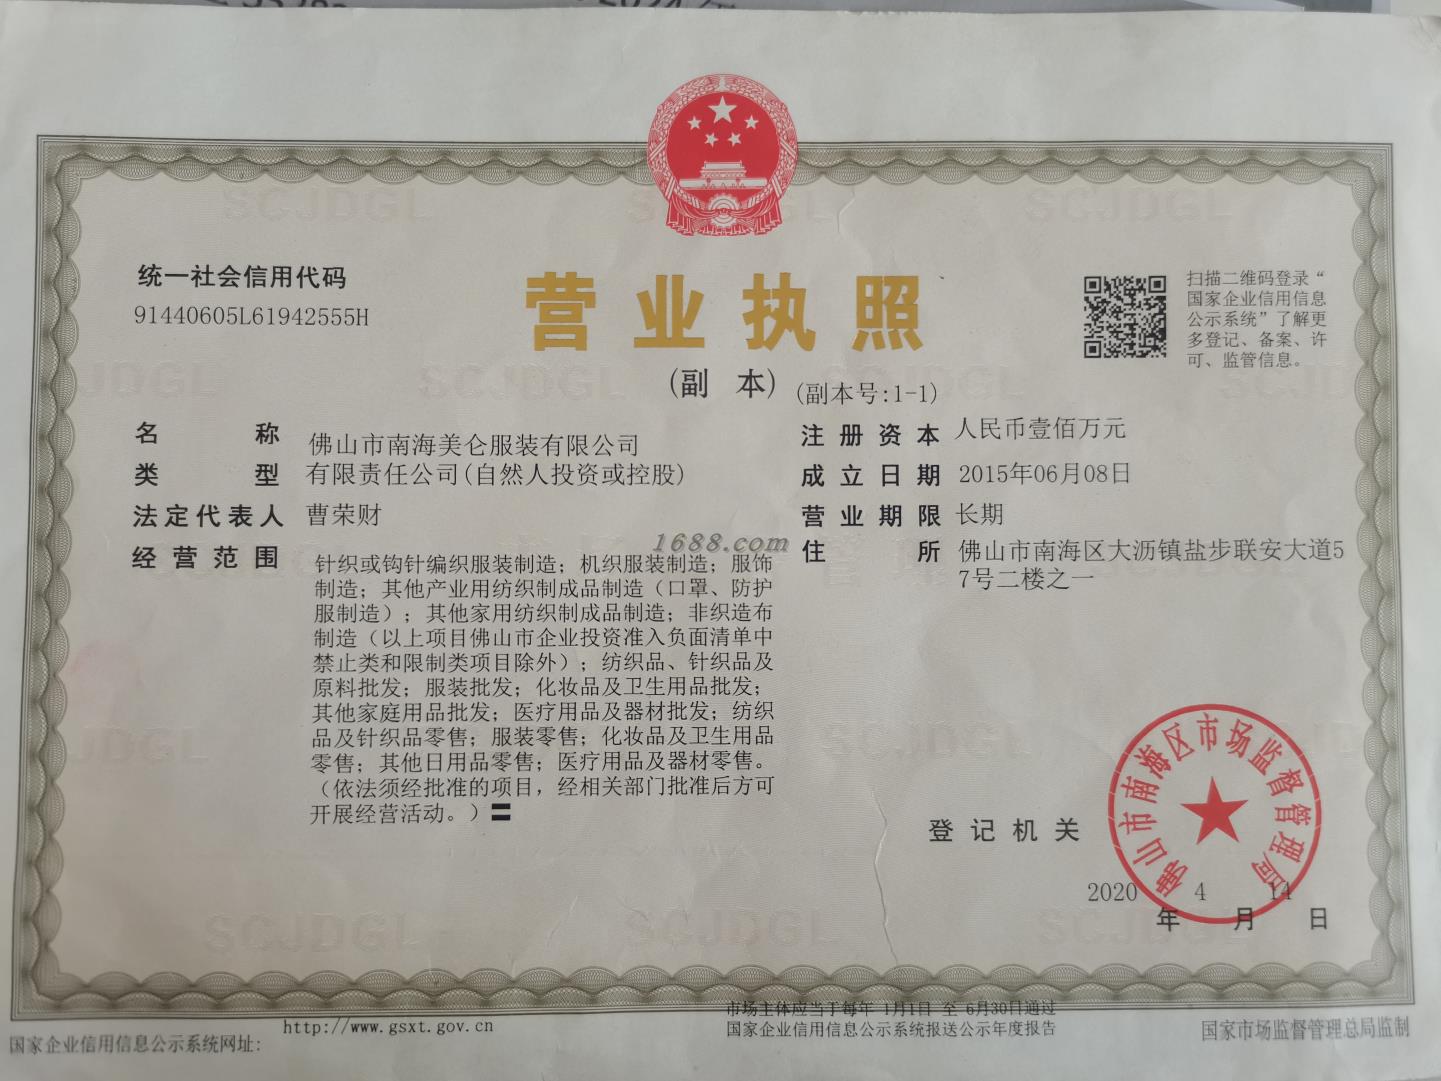 统一社会信用代码
91440605L61942555H
营业执照
(副 本) (副本号:1-1)
扫描二维码登录“
国家企业信用信息
公示系统”了解更
多登记、备案、许
可、监管信息。
名 称 佛山市南海美仑服装有限公司
类 型 有限责任公司(自然人投资或控股)
法定代表人 曹荣财
经营范围 针织或钩针编织服装制造；机织服装制造；服饰
制造；其他产业用纺织制成品制造（口罩、防护
服制造）；其他家用纺织制成品制造；非织造布
制造（以上项目佛山市企业投资准入负面清单中
禁止类和限制类项目除外）；纺织品、针织品及
原料批发；服装批发；化妆品及卫生用品批发；
其他家庭用品批发；医疗用品及器材批发；纺织
品及针织品零售；服装零售；化妆品及卫生用品
零售；其他日用品零售；医疗用品及器材零售。
（依法须经批准的项目，经相关部门批准后方可
开展经营活动。）
1688.com
注册资本 人民币壹佰万元
成立日期 2015年06月08日
营业期限 长期
住 所 佛山市南海区大沥镇盐步联安大道5
7号二楼之一
登记机关
佛山市南海区市场监督管理局
2020 年 4 月 14 日
国家企业信用信息公示系统网址: http://www.gsxt.gov.cn
市场主体应当于每年 1月1日 至 6月30日通过
国家企业信用信息公示系统报送公示年度报告
国家市场监督管理总局监制
SCJDGL